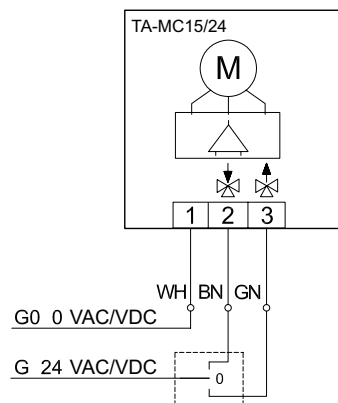 TA-MC15/24
M
1 2 3
WH BN GN
G0 0 VAC/VDC
G 24 VAC/VDC
0